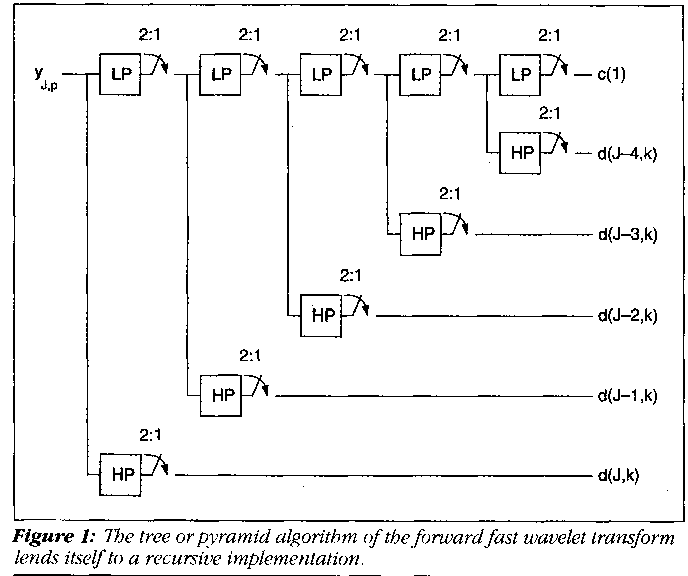 2:1 2:1 2:1 2:1 2:1
y J,p LP LP LP LP LP c(1)
2:1
HP d(J–4,k)
2:1
HP d(J–3,k)
2:1
HP d(J–2,k)
2:1
HP d(J–1,k)
2:1
HP d(J,k)
Figure 1: The tree or pyramid algorithm of the forward fast wavelet transform
lends itself to a recursive implementation.